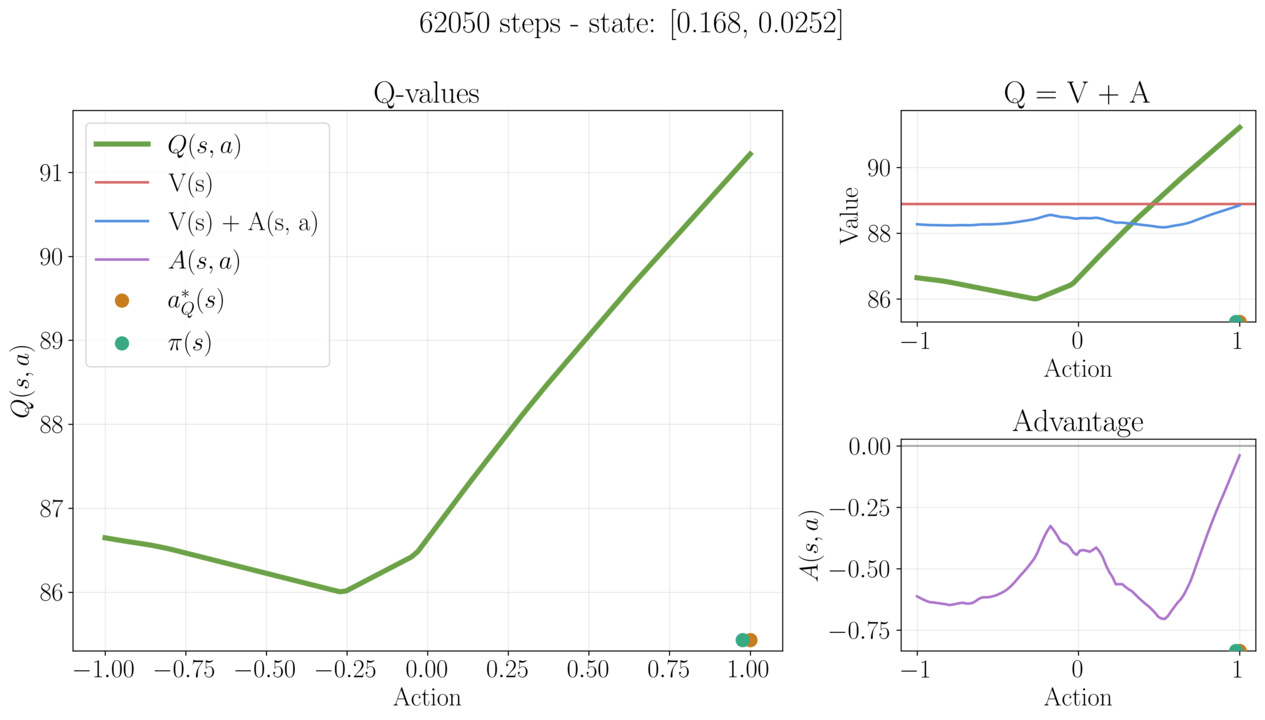 62050 steps - state: [0.168, 0.0252]
Q-values
Q(s, a)
V(s)
V(s) + A(s, a)
A(s, a)
a*Q(s)
π(s)
Q(s, a)
91
90
89
88
87
86
−1.00
−0.75
−0.50
−0.25
0.00
0.25
0.50
0.75
1.00
Action
Q = V + A
Value
90
88
86
−1
0
1
Action
Advantage
A(s, a)
0.00
−0.25
−0.50
−0.75
−1
0
1
Action